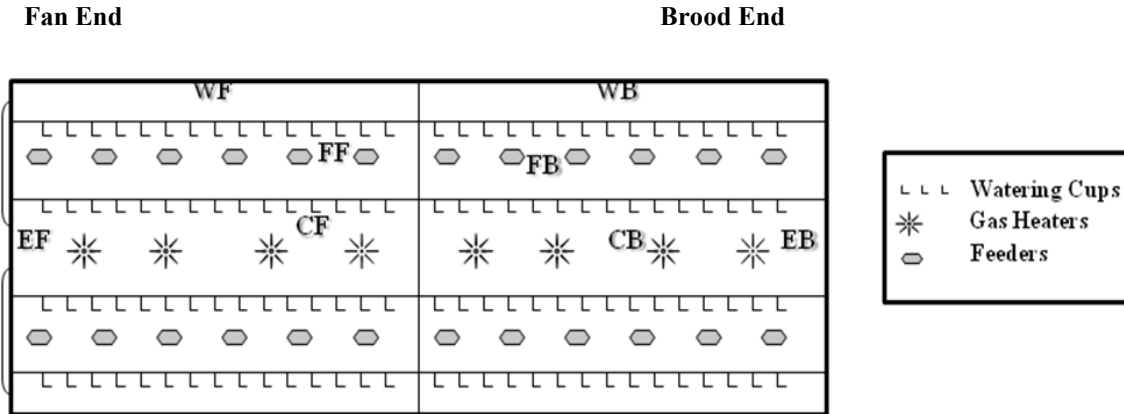 Fan End Brood End
WF WB
FF FB
EF CF CB EB
Watering Cups
Gas Heaters
Feeders